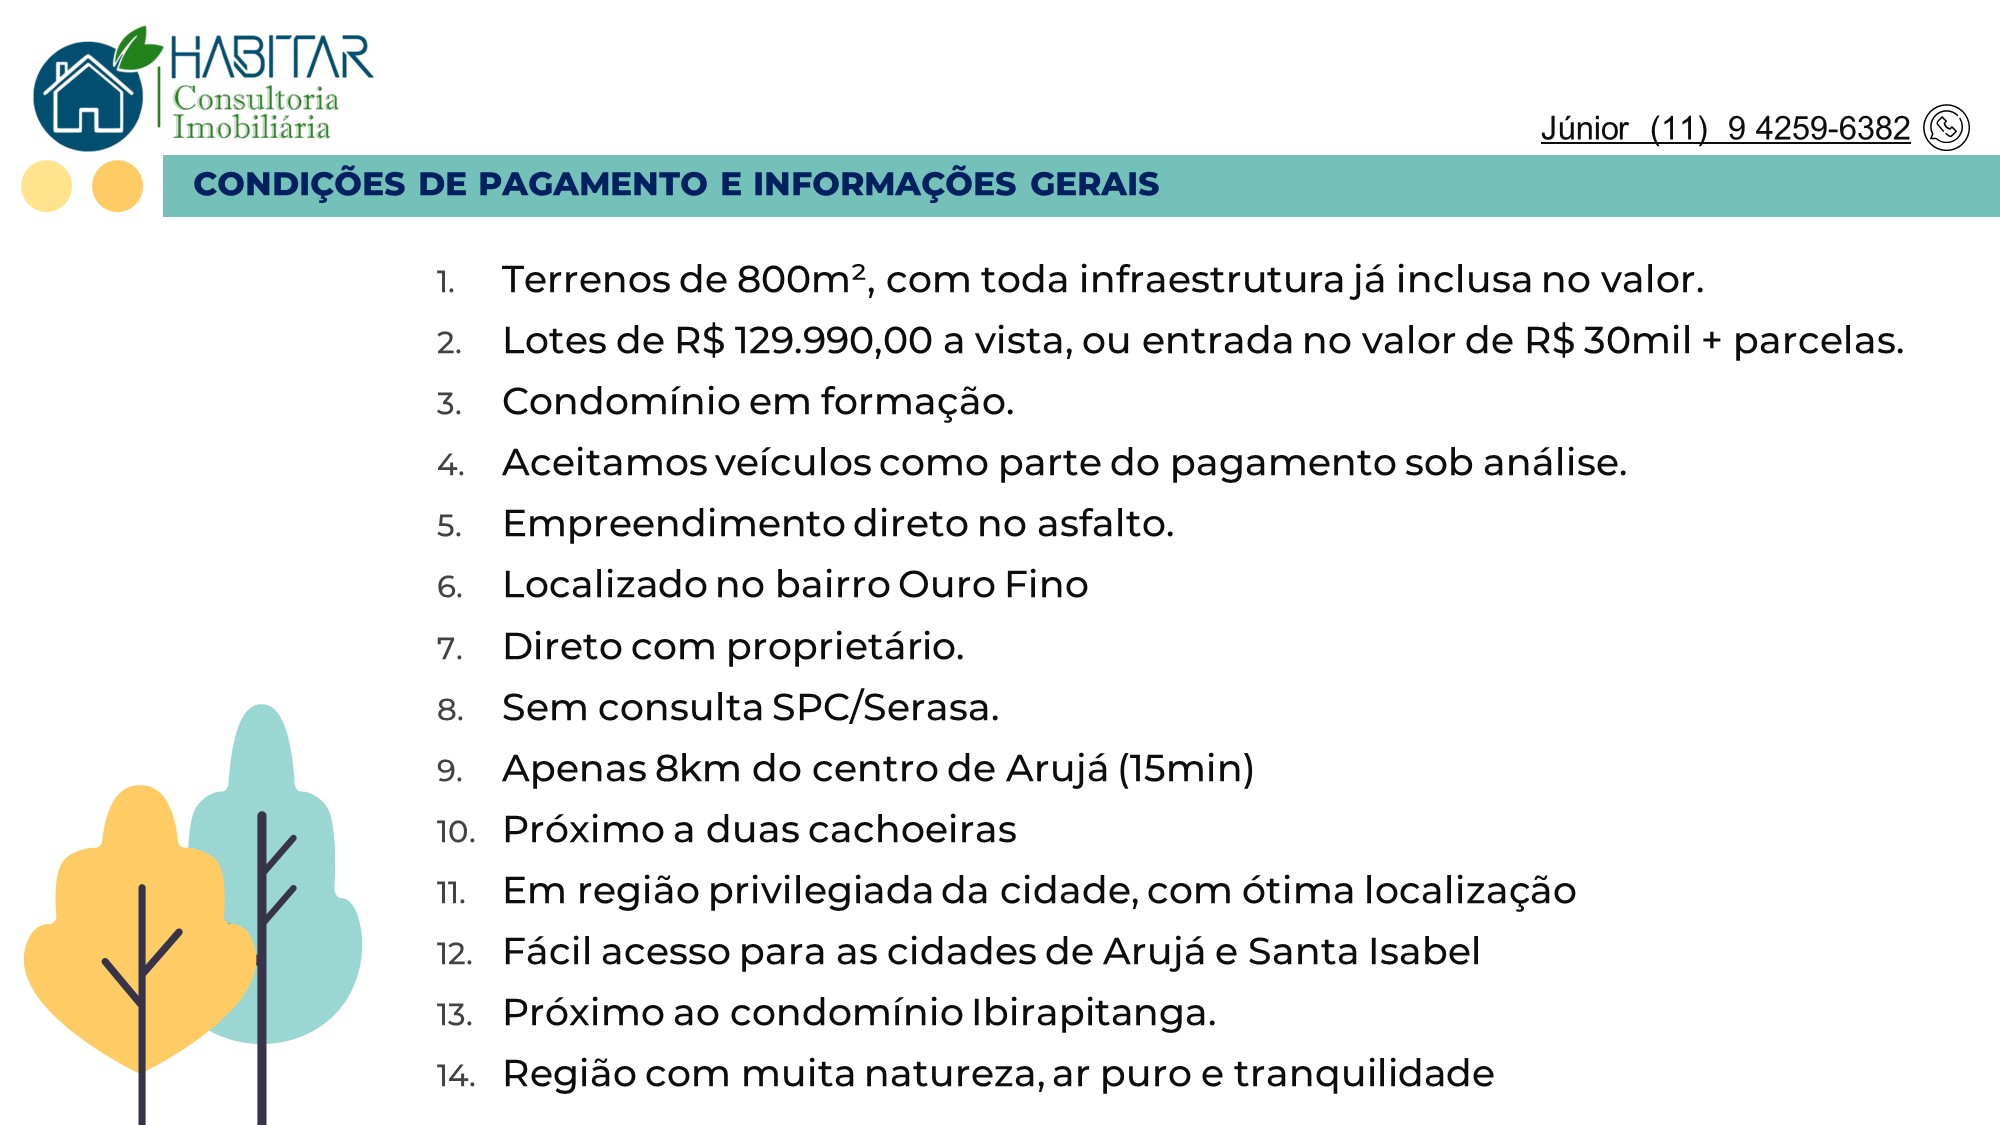 HABITAR
Consultoria
Imobiliária
Júnior (11) 9 4259-6382
CONDIÇÕES DE PAGAMENTO E INFORMAÇÕES GERAIS
1. Terrenos de 800m², com toda infraestrutura já inclusa no valor.
2. Lotes de R$ 129.990,00 a vista, ou entrada no valor de R$ 30mil + parcelas.
3. Condomínio em formação.
4. Aceitamos veículos como parte do pagamento sob análise.
5. Empreendimento direto no asfalto.
6. Localizado no bairro Ouro Fino
7. Direto com proprietário.
8. Sem consulta SPC/Serasa.
9. Apenas 8km do centro de Arujá (15min)
10. Próximo a duas cachoeiras
11. Em região privilegiada da cidade, com ótima localização
12. Fácil acesso para as cidades de Arujá e Santa Isabel
13. Próximo ao condomínio Ibirapitanga.
14. Região com muita natureza, ar puro e tranquilidade